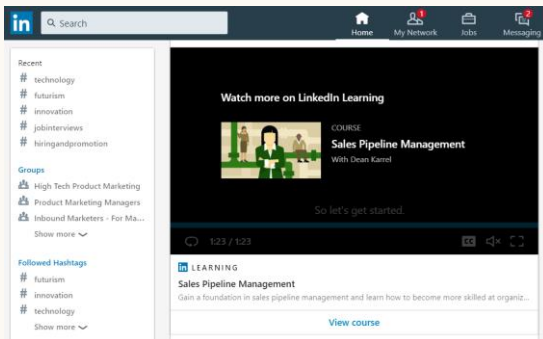 in
Search
Home
1
My Network
Jobs
2
Messaging
Recent
# technology
# futurism
# innovation
# jobinterviews
# hiringandpromotion
Groups
High Tech Product Marketing
Product Marketing Managers
Inbound Marketers - For Ma...
Show more
Followed Hashtags
# futurism
# innovation
# technology
Show more
Watch more on LinkedIn Learning
COURSE
Sales Pipeline Management
With Dean Karrel
So let's get started.
1:23 / 1:23
CC
in LEARNING
Sales Pipeline Management
Gain a foundation in sales pipeline management and learn how to become more skilled at organiz...
View course